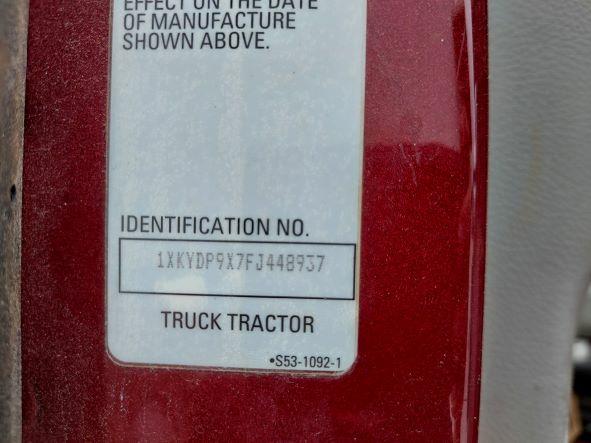 EFFECT ON THE DATE
OF MANUFACTURE
SHOWN ABOVE.
IDENTIFICATION NO.
1XKYDP9X7FJ448937
TRUCK TRACTOR
•S53-1092-1